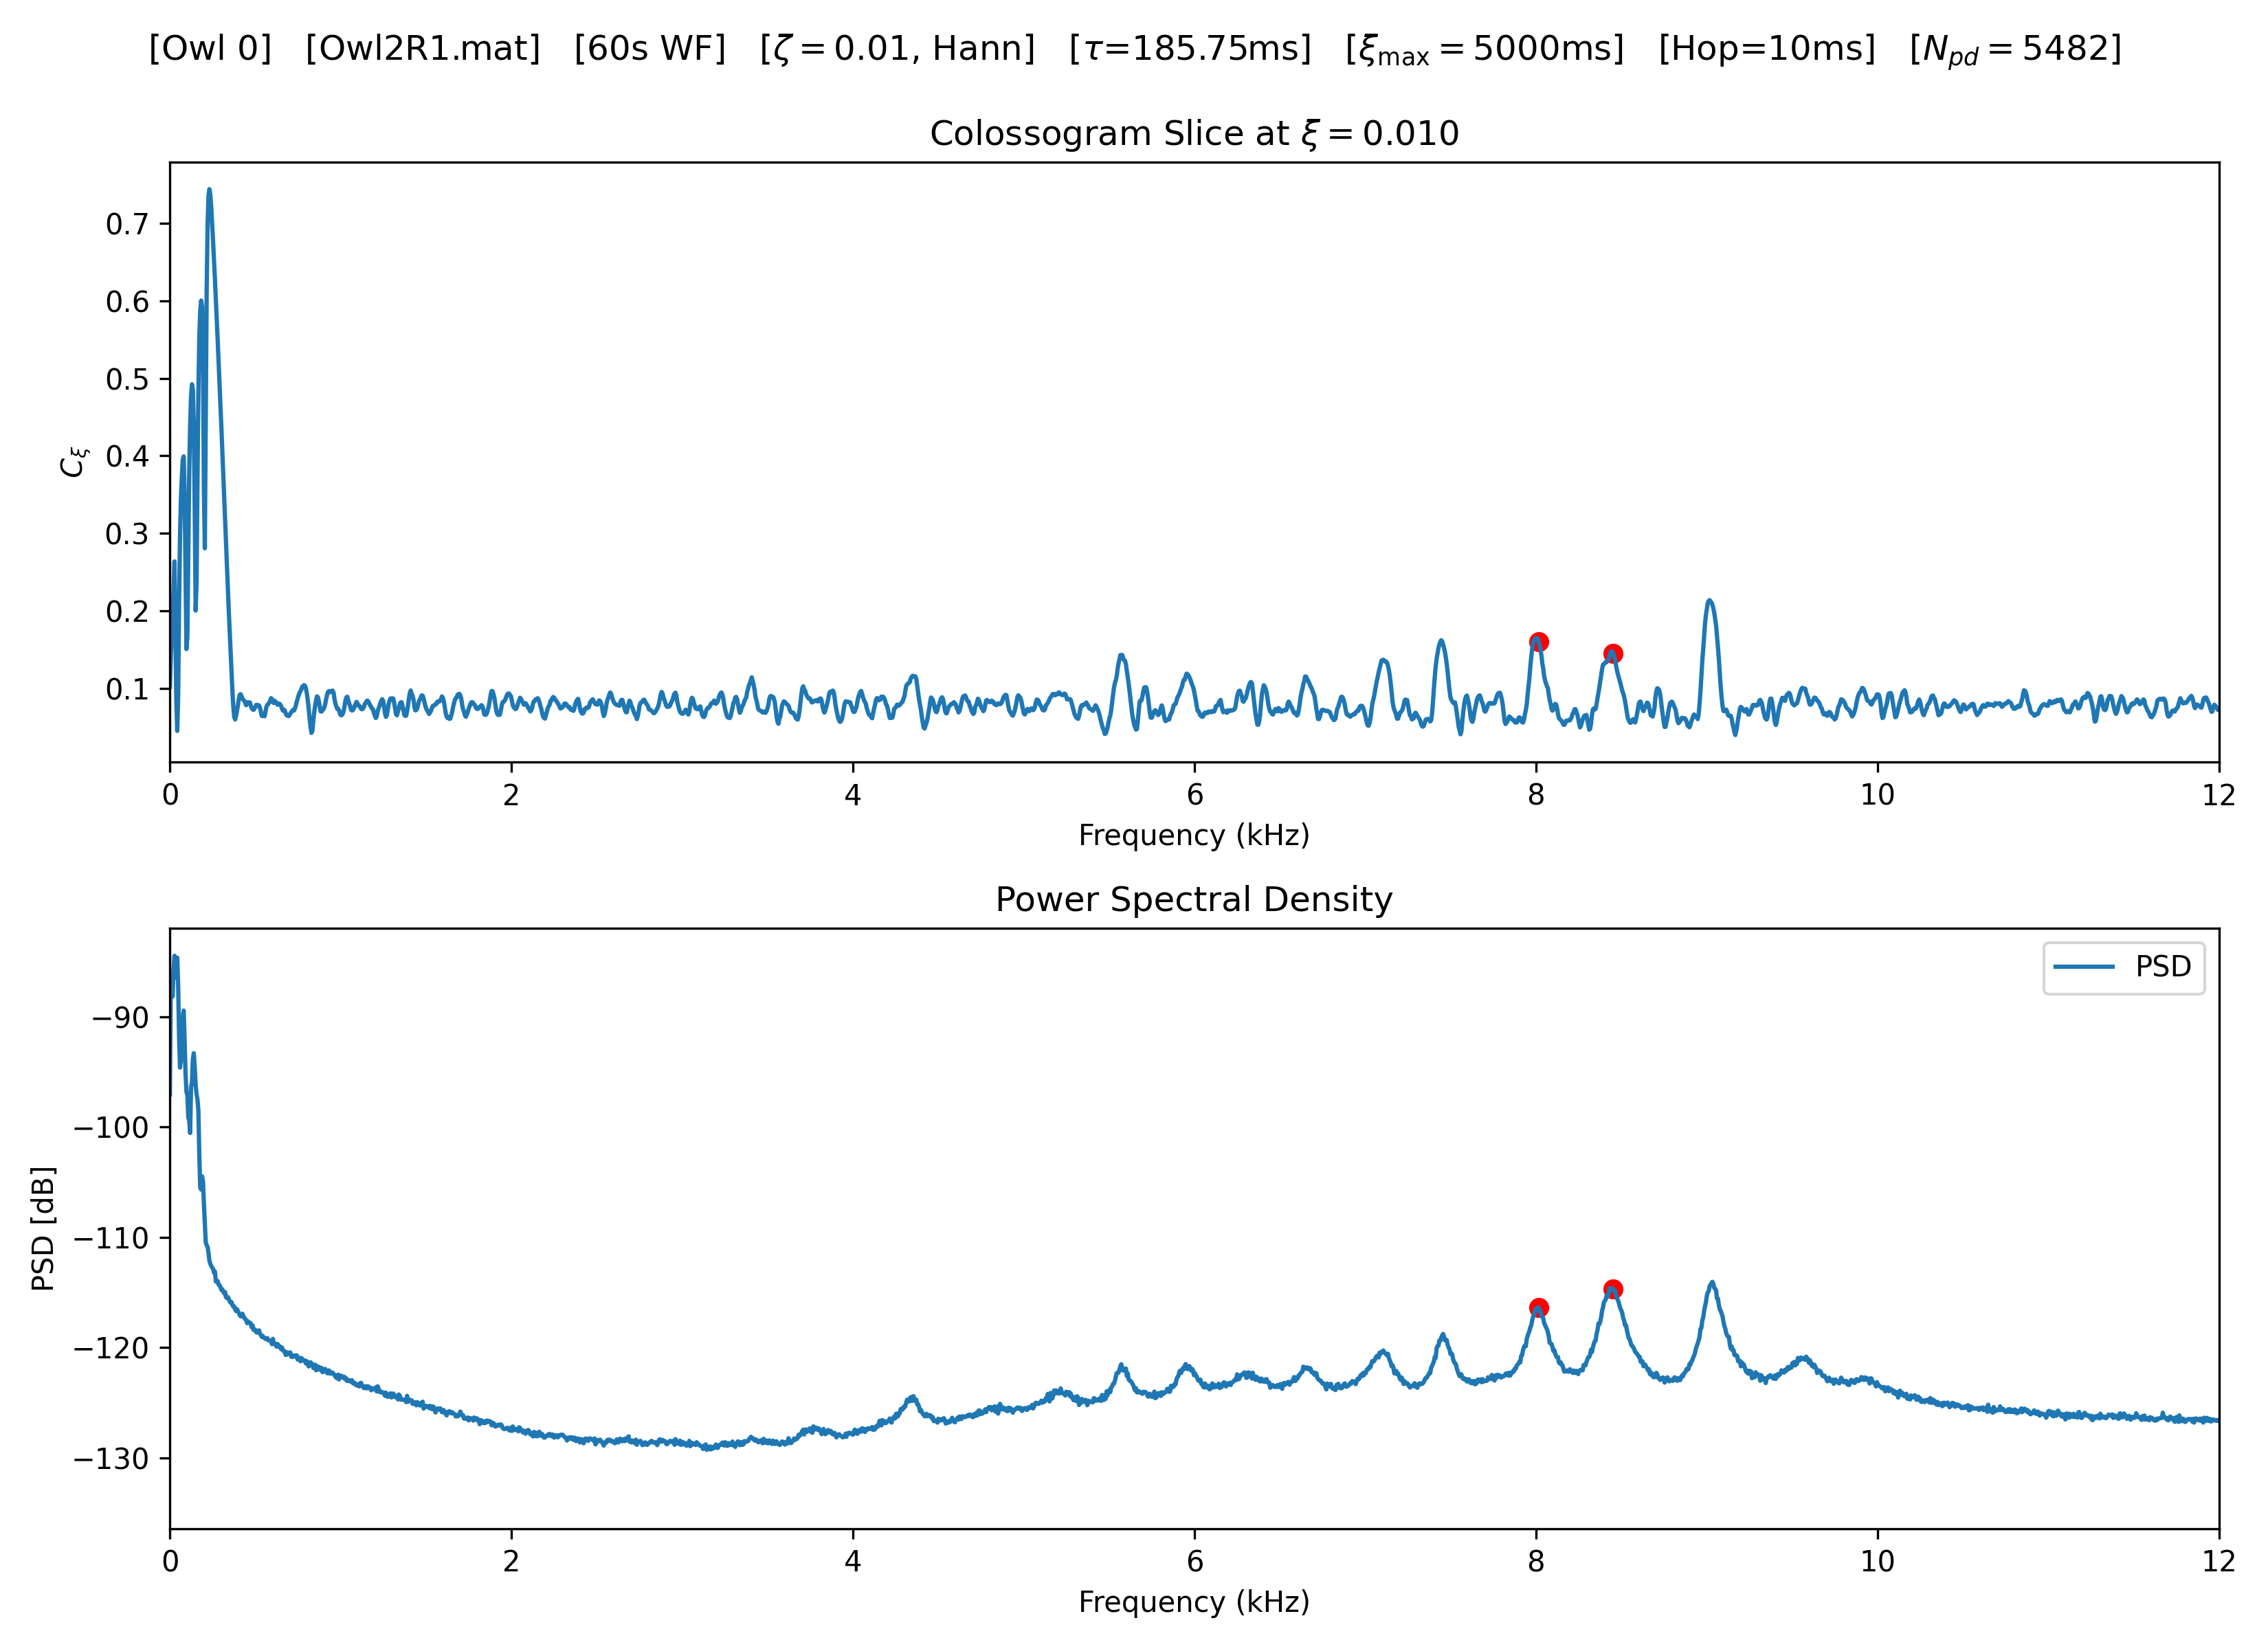 [Owl 0] [Owl2R1.mat] [60s WF] [ζ = 0.01, Hann] [τ=185.75ms] [ξmax = 5000ms] [Hop=10ms] [Npd = 5482]
Colossogram Slice at ξ = 0.010
Cξ
0.7
0.6
0.5
0.4
0.3
0.2
0.1
0 2 4 6 8 10 12
Frequency (kHz)
Power Spectral Density
PSD
PSD [dB]
−90
−100
−110
−120
−130
0 2 4 6 8 10 12
Frequency (kHz)